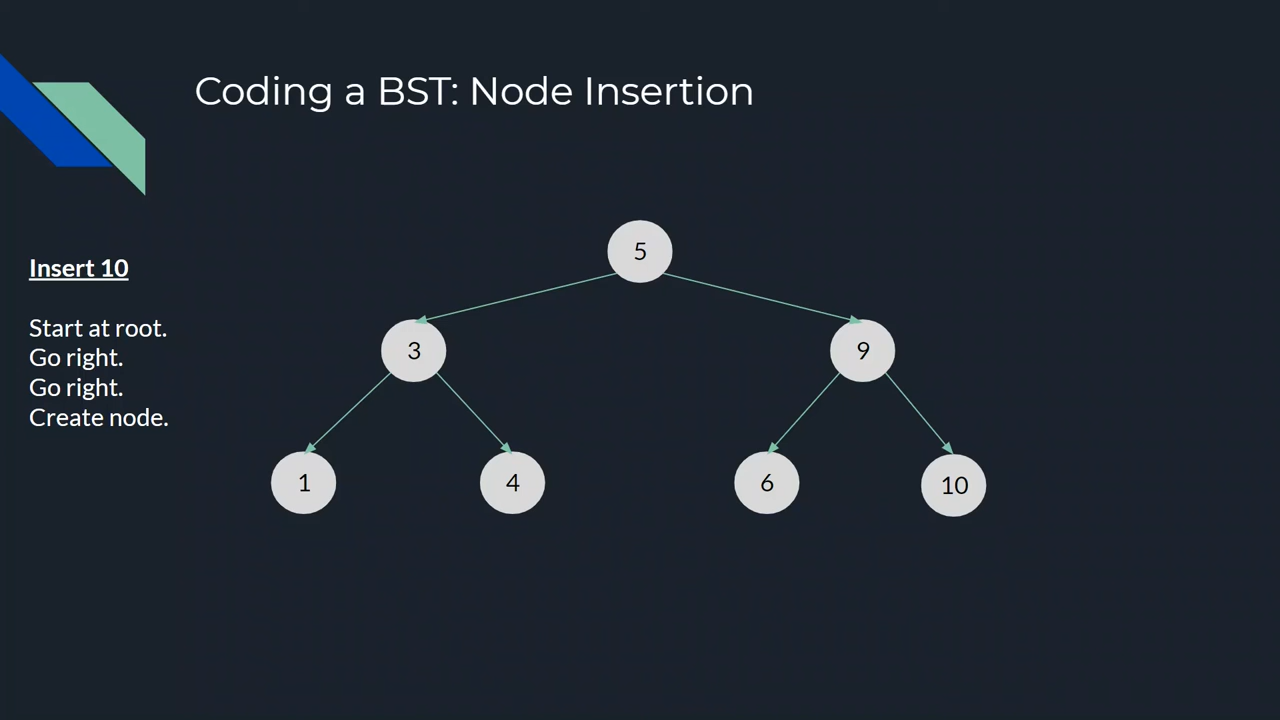 Coding a BST: Node Insertion
Insert 10
Start at root.
Go right.
Go right.
Create node.
5
3
9
1
4
6
10